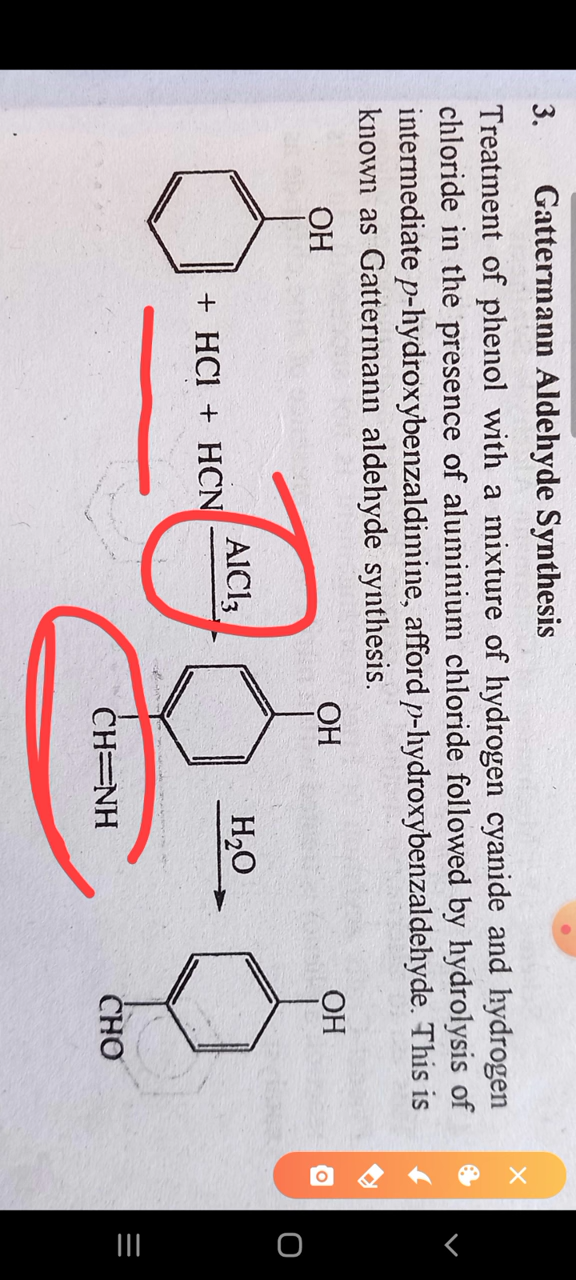 3. Gattermann Aldehyde Synthesis
Treatment of phenol with a mixture of hydrogen cyanide and hydrogen
chloride in the presence of aluminium chloride followed by hydrolysis of
intermediate p-hydroxybenzaldimine, afford p-hydroxybenzaldehyde. This is
known as Gattermann aldehyde synthesis.
OH OH OH
+ HCl + HCN AlCl₃ H₂O
CH=NH CHO